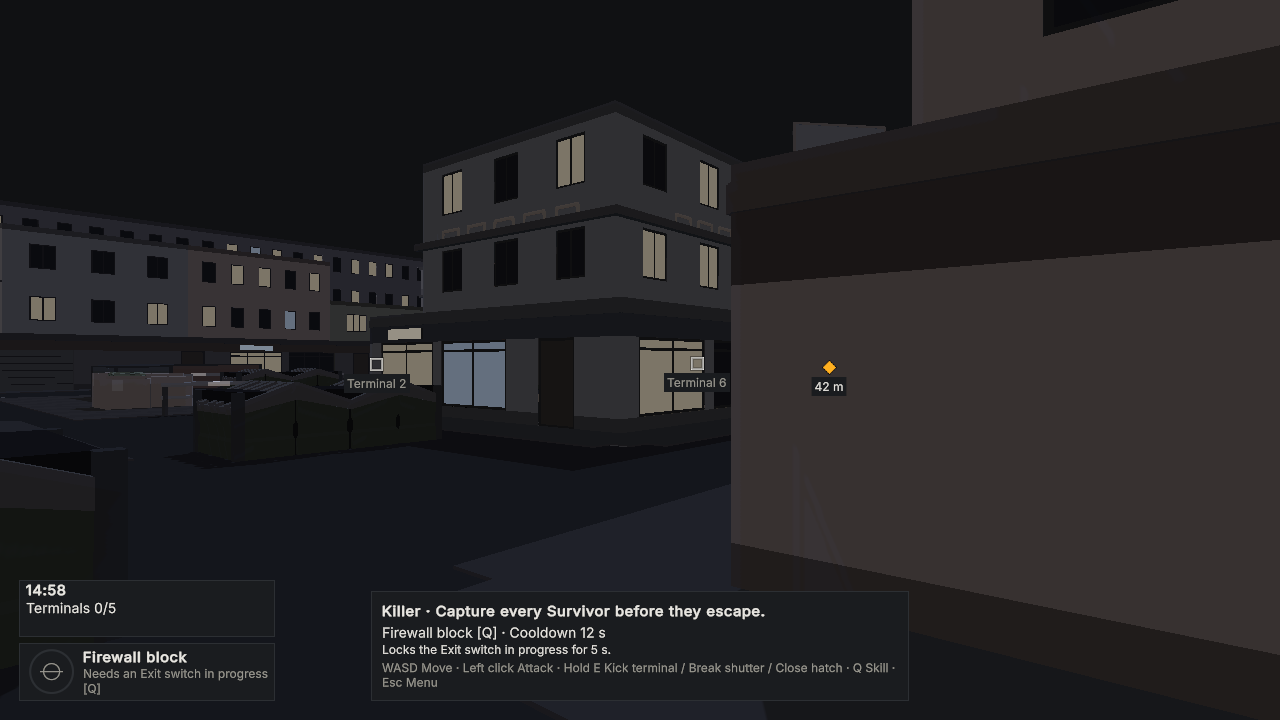 Terminal 2
Terminal 6
42 m
14:58
Terminals 0/5
Firewall block
Needs an Exit switch in progress
[Q]
Killer · Capture every Survivor before they escape.
Firewall block [Q] · Cooldown 12 s
Locks the Exit switch in progress for 5 s.
WASD Move · Left click Attack · Hold E Kick terminal / Break shutter / Close hatch · Q Skill ·
Esc Menu